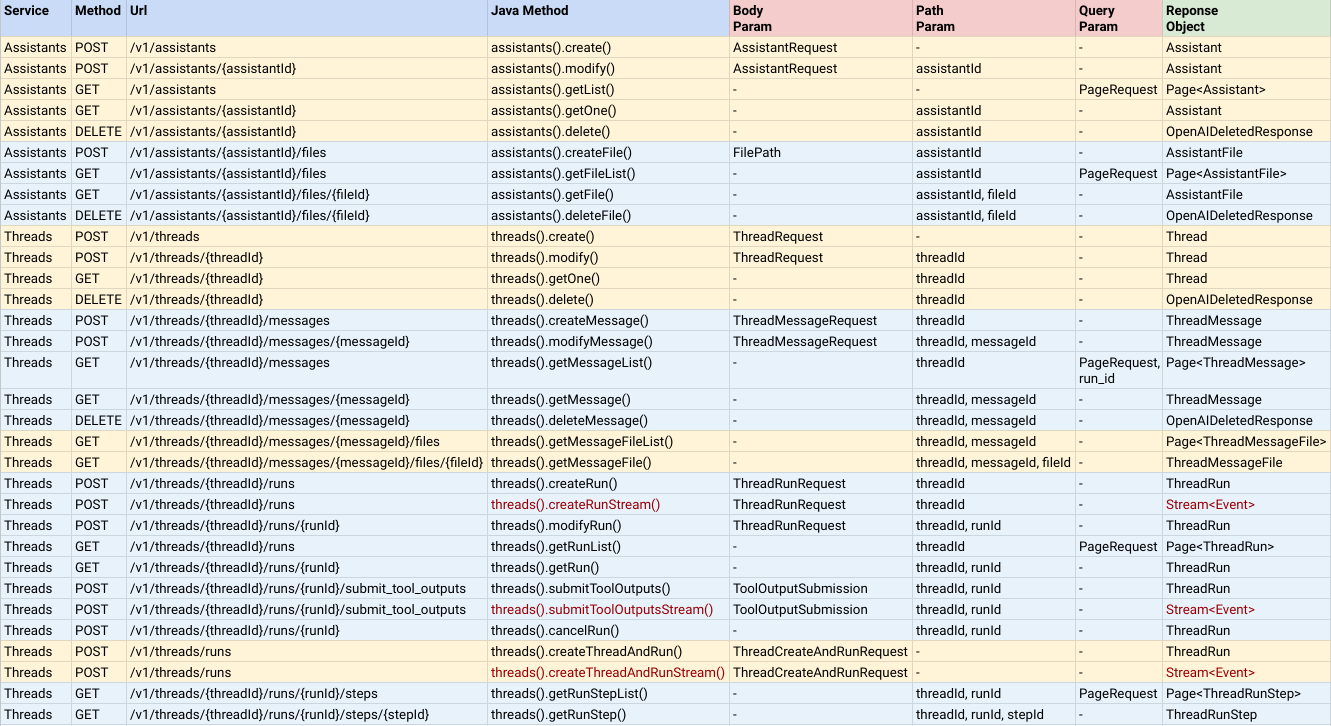 Service Method Url Java Method Body Param Path Param Query Param Reponse Object
Assistants POST /v1/assistants assistants().create() AssistantRequest - - Assistant
Assistants POST /v1/assistants/{assistantId} assistants().modify() AssistantRequest assistantId - Assistant
Assistants GET /v1/assistants assistants().getList() - - PageRequest Page<Assistant>
Assistants GET /v1/assistants/{assistantId} assistants().getOne() - assistantId - Assistant
Assistants DELETE /v1/assistants/{assistantId} assistants().delete() - assistantId - OpenAIDeletedResponse
Assistants POST /v1/assistants/{assistantId}/files assistants().createFile() FilePath assistantId - AssistantFile
Assistants GET /v1/assistants/{assistantId}/files assistants().getFileList() - assistantId PageRequest Page<AssistantFile>
Assistants GET /v1/assistants/{assistantId}/files/{fileId} assistants().getFile() - assistantId, fileId - AssistantFile
Assistants DELETE /v1/assistants/{assistantId}/files/{fileId} assistants().deleteFile() - assistantId, fileId - OpenAIDeletedResponse
Threads POST /v1/threads threads().create() ThreadRequest - - Thread
Threads POST /v1/threads/{threadId} threads().modify() ThreadRequest threadId - Thread
Threads GET /v1/threads/{threadId} threads().getOne() - threadId - Thread
Threads DELETE /v1/threads/{threadId} threads().delete() - threadId - OpenAIDeletedResponse
Threads POST /v1/threads/{threadId}/messages threads().createMessage() ThreadMessageRequest threadId - ThreadMessage
Threads POST /v1/threads/{threadId}/messages/{messageId} threads().modifyMessage() ThreadMessageRequest threadId, messageId - ThreadMessage
Threads GET /v1/threads/{threadId}/messages threads().getMessageList() - threadId PageRequest, run_id Page<ThreadMessage>
Threads GET /v1/threads/{threadId}/messages/{messageId} threads().getMessage() - threadId, messageId - ThreadMessage
Threads DELETE /v1/threads/{threadId}/messages/{messageId} threads().deleteMessage() - threadId, messageId - OpenAIDeletedResponse
Threads GET /v1/threads/{threadId}/messages/{messageId}/files threads().getMessageFileList() - threadId, messageId - Page<ThreadMessageFile>
Threads GET /v1/threads/{threadId}/messages/{messageId}/files/{fileId} threads().getMessageFile() - threadId, messageId, fileId - ThreadMessageFile
Threads POST /v1/threads/{threadId}/runs threads().createRun() ThreadRunRequest threadId - ThreadRun
Threads POST /v1/threads/{threadId}/runs threads().createRunStream() ThreadRunRequest threadId - Stream<Event>
Threads POST /v1/threads/{threadId}/runs/{runId} threads().modifyRun() ThreadRunRequest threadId, runId - ThreadRun
Threads GET /v1/threads/{threadId}/runs threads().getRunList() - threadId PageRequest Page<ThreadRun>
Threads GET /v1/threads/{threadId}/runs/{runId} threads().getRun() - threadId, runId - ThreadRun
Threads POST /v1/threads/{threadId}/runs/{runId}/submit_tool_outputs threads().submitToolOutputs() ToolOutputSubmission threadId, runId - ThreadRun
Threads POST /v1/threads/{threadId}/runs/{runId}/submit_tool_outputs threads().submitToolOutputsStream() ToolOutputSubmission threadId, runId - Stream<Event>
Threads POST /v1/threads/{threadId}/runs/{runId} threads().cancelRun() - threadId, runId - ThreadRun
Threads POST /v1/threads/runs threads().createThreadAndRun() ThreadCreateAndRunRequest - - ThreadRun
Threads POST /v1/threads/runs threads().createThreadAndRunStream() ThreadCreateAndRunRequest - - Stream<Event>
Threads GET /v1/threads/{threadId}/runs/{runId}/steps threads().getRunStepList() - threadId, runId PageRequest Page<ThreadRunStep>
Threads GET /v1/threads/{threadId}/runs/{runId}/steps/{stepId} threads().getRunStep() - threadId, runId, stepId - ThreadRunStep